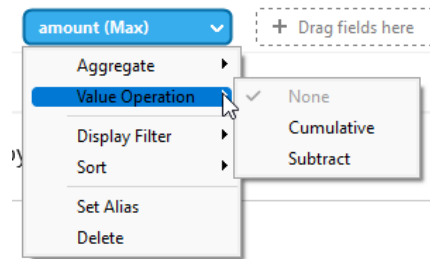 amount (Max)
+ Drag fields here
Aggregate
Value Operation
None
Cumulative
Display Filter
Subtract
Sort
Set Alias
Delete